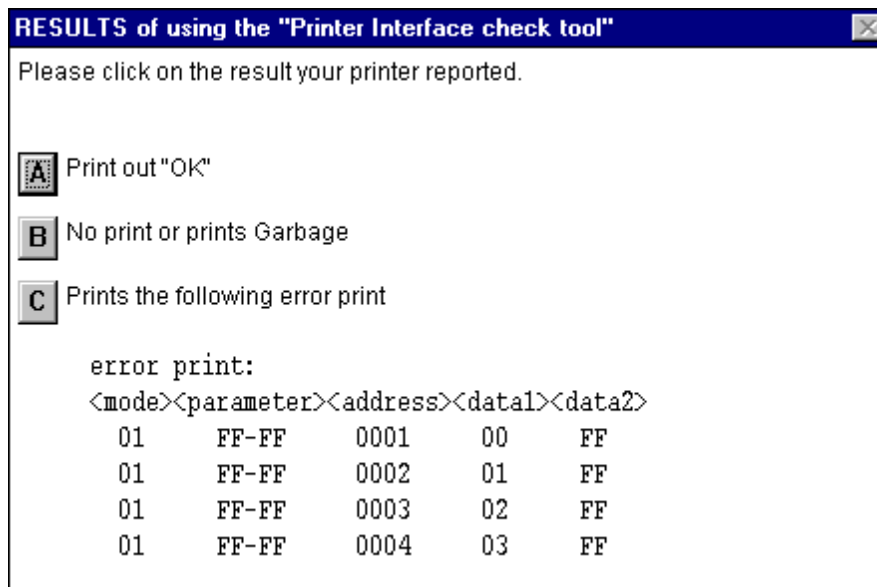 RESULTS of using the "Printer Interface check tool"
Please click on the result your printer reported.
A Print out "OK"
B No print or prints Garbage
C Prints the following error print
error print:
<mode><parameter><address><data1><data2>
01 FF-FF 0001 00 FF
01 FF-FF 0002 01 FF
01 FF-FF 0003 02 FF
01 FF-FF 0004 03 FF